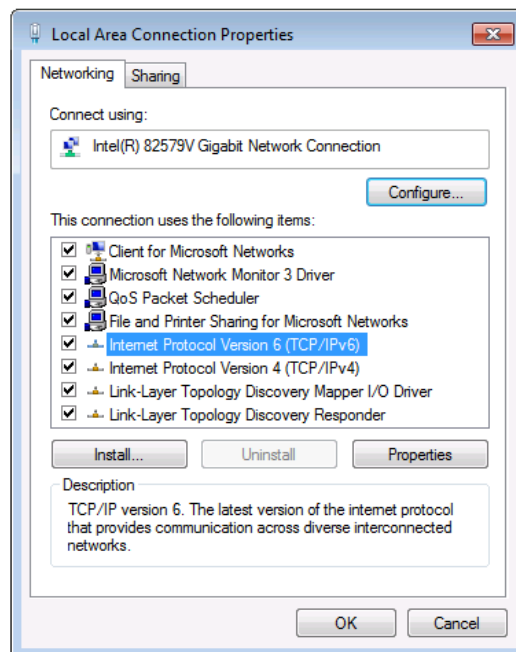 Local Area Connection Properties
Networking
Sharing
Connect using:
Intel(R) 82579V Gigabit Network Connection
Configure...
This connection uses the following items:
Client for Microsoft Networks
Microsoft Network Monitor 3 Driver
QoS Packet Scheduler
File and Printer Sharing for Microsoft Networks
Internet Protocol Version 6 (TCP/IPv6)
Internet Protocol Version 4 (TCP/IPv4)
Link-Layer Topology Discovery Mapper I/O Driver
Link-Layer Topology Discovery Responder
Install...
Uninstall
Properties
Description
TCP/IP version 6. The latest version of the internet protocol
that provides communication across diverse interconnected
networks.
OK
Cancel